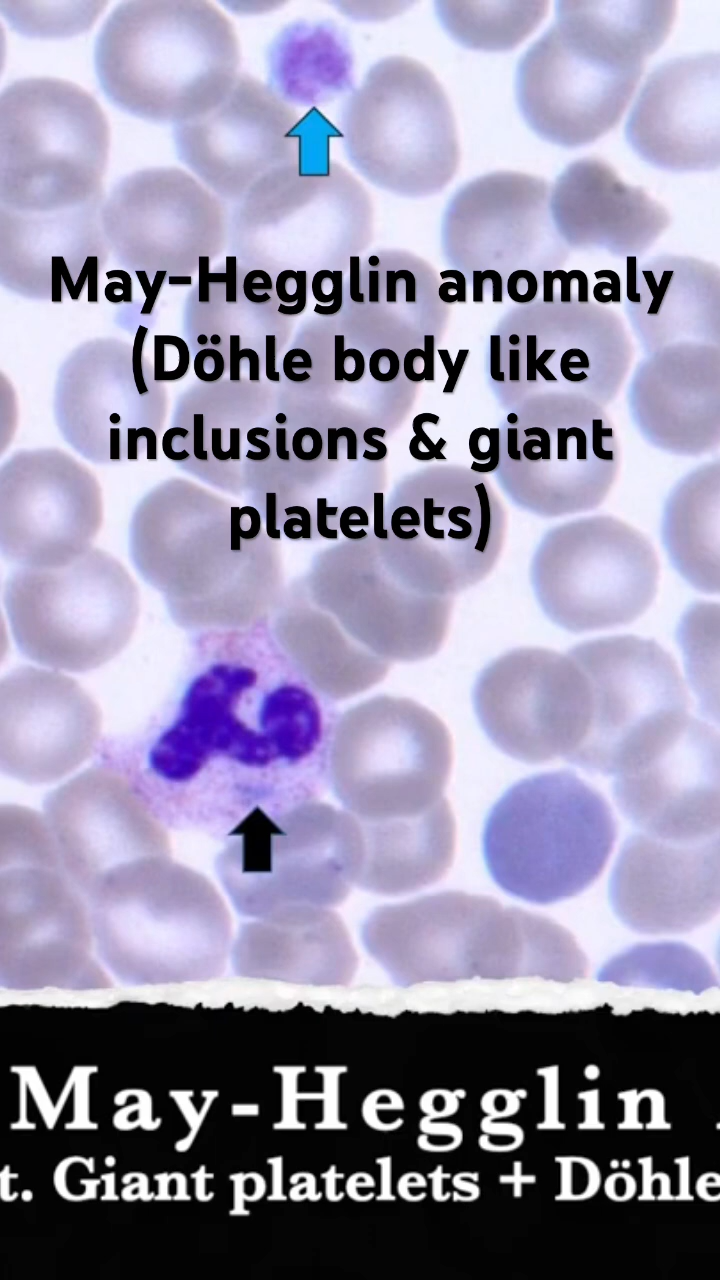 May-Hegglin anomaly
(Döhle body like
inclusions & giant
platelets)
May-Hegglin
t. Giant platelets + Döhle